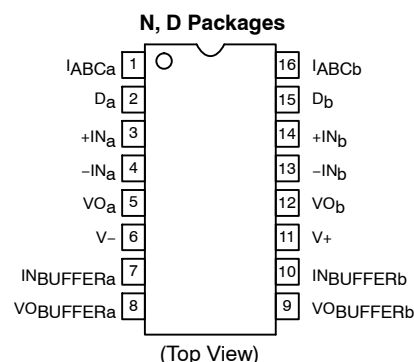 N, D Packages
IABCa 1 16 IABCb
Da 2 15 Db
+INa 3 14 +INb
−INa 4 13 −INb
VOa 5 12 VOb
V− 6 11 V+
INBUFFERa 7 10 INBUFFERb
VOBUFFERa 8 9 VOBUFFERb
(Top View)